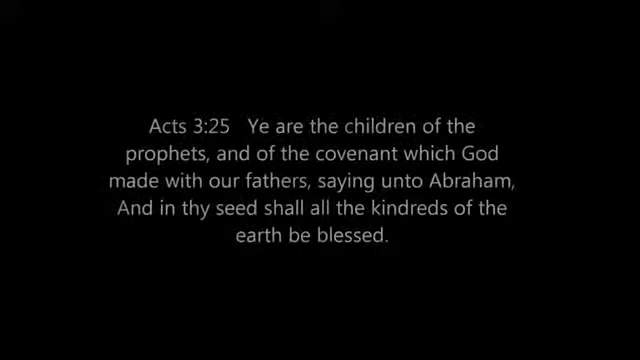 Acts 3:25   Ye are the children of the
prophets, and of the covenant which God
made with our fathers, saying unto Abraham,
And in thy seed shall all the kindreds of the
earth be blessed.